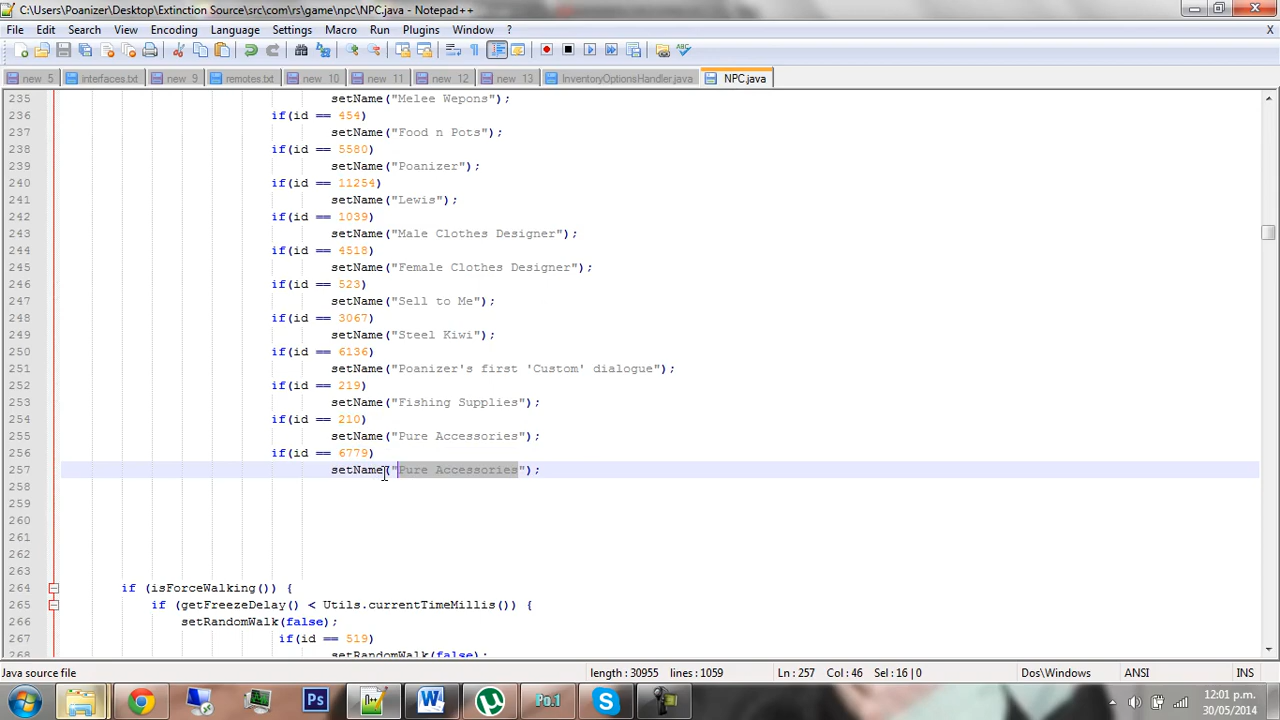 C:\Users\Poanizer\Desktop\Extinction Source\src\com\rs\game\npc\NPC.java - Notepad++
File Edit Search View Encoding Language Settings Macro Run Plugins Window ? X
new 5 interfaces.txt new 9 remotes.txt new 10 new 11 new 12 new 13 InventoryOptionsHandler.java NPC.java
235 setName("Melee Wepons");
236 if(id == 454)
237 setName("Food n Pots");
238 if(id == 5580)
239 setName("Poanizer");
240 if(id == 11254)
241 setName("Lewis");
242 if(id == 1039)
243 setName("Male Clothes Designer");
244 if(id == 4518)
245 setName("Female Clothes Designer");
246 if(id == 523)
247 setName("Sell to Me");
248 if(id == 3067)
249 setName("Steel Kiwi");
250 if(id == 6136)
251 setName("Poanizer's first 'Custom' dialogue");
252 if(id == 219)
253 setName("Fishing Supplies");
254 if(id == 210)
255 setName("Pure Accessories");
256 if(id == 6779)
257 setName("Pure Accessories");
258
259
260
261
262
263
264 if (isForceWalking()) {
265 if (getFreezeDelay() < Utils.currentTimeMillis()) {
266 setRandomWalk(false);
267 if(id == 519)
268 setRandomWalk(false);
Java source file length : 30955 lines : 1059 Ln : 257 Col : 46 Sel : 16 | 0 Dos\Windows ANSI INS
Ps W Po.1 S 12:01 p.m.
30/05/2014